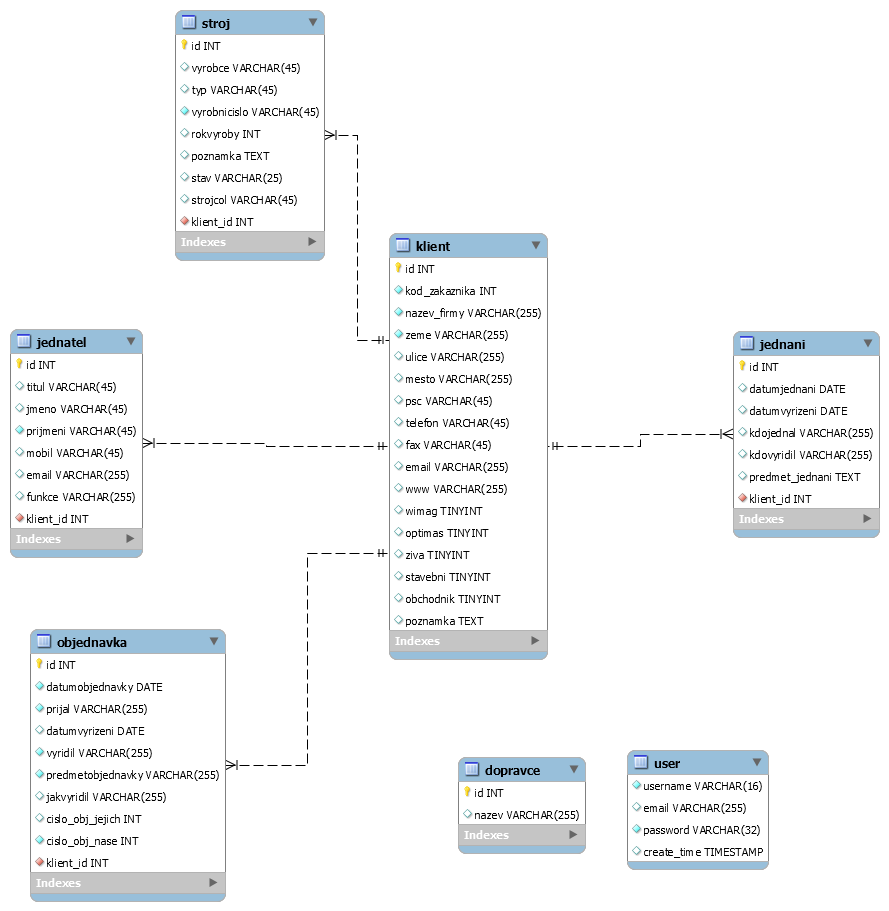 stroj
id INT
vyrobce VARCHAR(45)
typ VARCHAR(45)
vyrobnicislo VARCHAR(45)
rokvyroby INT
poznamka TEXT
stav VARCHAR(25)
strojcol VARCHAR(45)
klient_id INT
Indexes
klient
id INT
kod_zakaznika INT
nazev_firmy VARCHAR(255)
zeme VARCHAR(255)
ulice VARCHAR(255)
mesto VARCHAR(255)
psc VARCHAR(45)
telefon VARCHAR(45)
fax VARCHAR(45)
email VARCHAR(255)
www VARCHAR(255)
wimag TINYINT
optimas TINYINT
ziva TINYINT
stavebni TINYINT
obchodnik TINYINT
poznamka TEXT
Indexes
jednatel
id INT
titul VARCHAR(45)
jmeno VARCHAR(45)
prijmeni VARCHAR(45)
mobil VARCHAR(45)
email VARCHAR(255)
funkce VARCHAR(255)
klient_id INT
Indexes
jednani
id INT
datumjednani DATE
datumvyrizeni DATE
kdojednal VARCHAR(255)
kdovyridil VARCHAR(255)
predmet_jednani TEXT
klient_id INT
Indexes
objednavka
id INT
datumobjednavky DATE
prijal VARCHAR(255)
datumvyrizeni DATE
vyridil VARCHAR(255)
predmetobjednavky VARCHAR(255)
jakvyridil VARCHAR(255)
cislo_obj_jejich INT
cislo_obj_nase INT
klient_id INT
Indexes
dopravce
id INT
nazev VARCHAR(255)
Indexes
user
username VARCHAR(16)
email VARCHAR(255)
password VARCHAR(32)
create_time TIMESTAMP